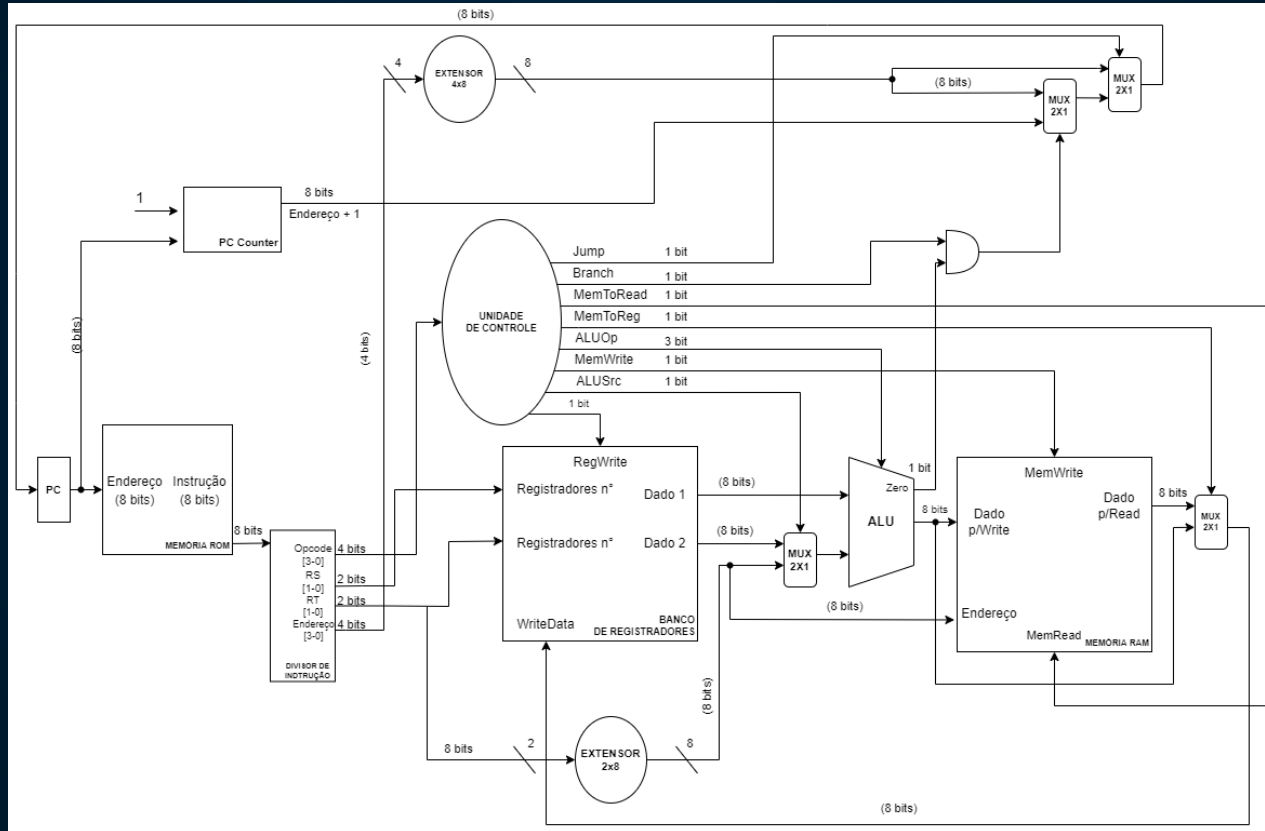 (8 bits)
4
EXTENSOR
4x8
8
(8 bits)
MUX
2X1
MUX
2X1
1
8 bits
Endereço + 1
PC Counter
(8 bits)
(4 bits)
UNIDADE
DE CONTROLE
Jump 1 bit
Branch 1 bit
MemToRead 1 bit
MemToReg 1 bit
ALUOp 3 bit
MemWrite 1 bit
ALUSrc 1 bit
1 bit
PC
Endereço Instrução
(8 bits) (8 bits)
MEMÓRIA ROM
8 bits
Opcode
[3-0]
4 bits
RS
[1-0]
2 bits
RT
[1-0]
2 bits
Endereço
[3-0]
4 bits
DIVISOR DE
INDTRUÇÃO
RegWrite
Registradores n°
Dado 1
Registradores n°
Dado 2
WriteData
BANCO
DE REGISTRADORES
(8 bits)
(8 bits)
MUX
2X1
1 bit
Zero
ALU
8 bits
(8 bits)
MemWrite
Dado
p/Write
Dado
p/Read
Endereço
MemRead
MEMÓRIA RAM
8 bits
MUX
2X1
(8 bits)
8 bits
2
EXTENSOR
2x8
8
(8 bits)